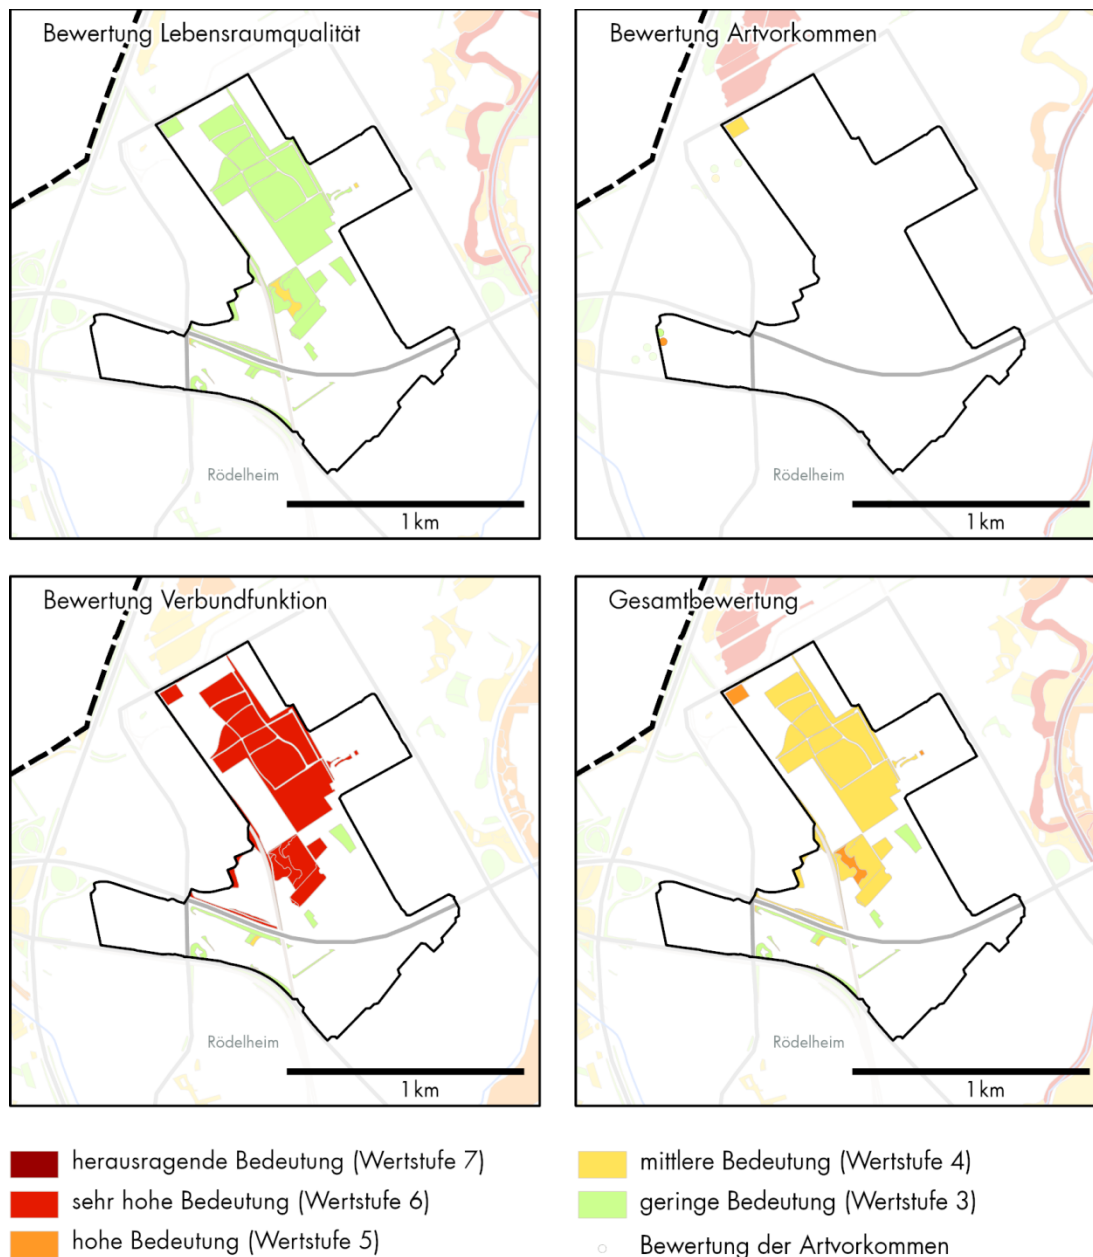 Bewertung Lebensraumqualität
Rödelheim
1 km
Bewertung Artvorkommen
Rödelheim
1 km
Bewertung Verbundfunktion
Rödelheim
1 km
Gesamtbewertung
Rödelheim
1 km
herausragende Bedeutung (Wertstufe 7)
sehr hohe Bedeutung (Wertstufe 6)
hohe Bedeutung (Wertstufe 5)
mittlere Bedeutung (Wertstufe 4)
geringe Bedeutung (Wertstufe 3)
Bewertung der Artvorkommen